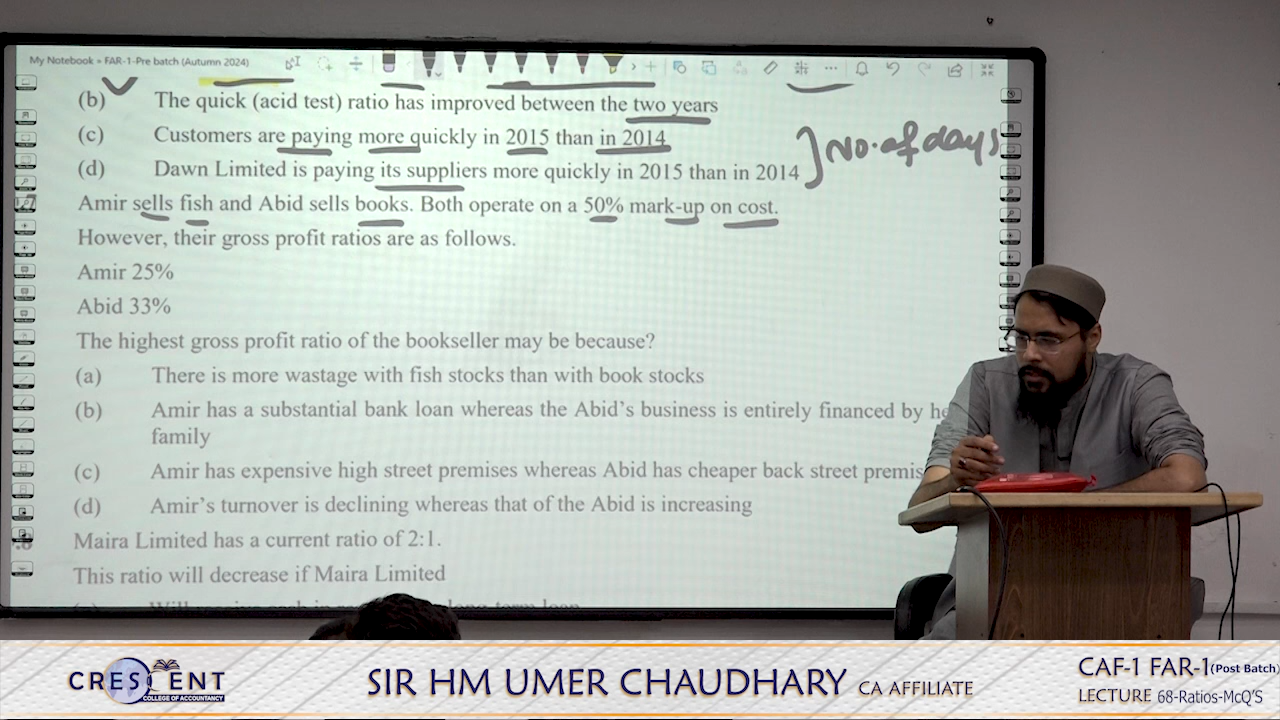 My Notebook » FAR-1-Pre batch (Autumn 2024)
(b) The quick (acid test) ratio has improved between the two years
(c) Customers are paying more quickly in 2015 than in 2014
(d) Dawn Limited is paying its suppliers more quickly in 2015 than in 2014
No. of days
Amir sells fish and Abid sells books. Both operate on a 50% mark-up on cost.
However, their gross profit ratios are as follows.
Amir 25%
Abid 33%
The highest gross profit ratio of the bookseller may be because?
(a) There is more wastage with fish stocks than with book stocks
(b) Amir has a substantial bank loan whereas the Abid's business is entirely financed by
family
(c) Amir has expensive high street premises whereas Abid has cheaper back street
(d) Amir's turnover is declining whereas that of the Abid is increasing
Maira Limited has a current ratio of 2:1.
This ratio will decrease if Maira Limited
CRESCENT
COLLEGE OF ACCOUNTANCY
SIR HM UMER CHAUDHARY CA AFFILIATE
CAF-1 FAR-1 (Post Batch)
LECTURE 68-Ratios-McQ'S